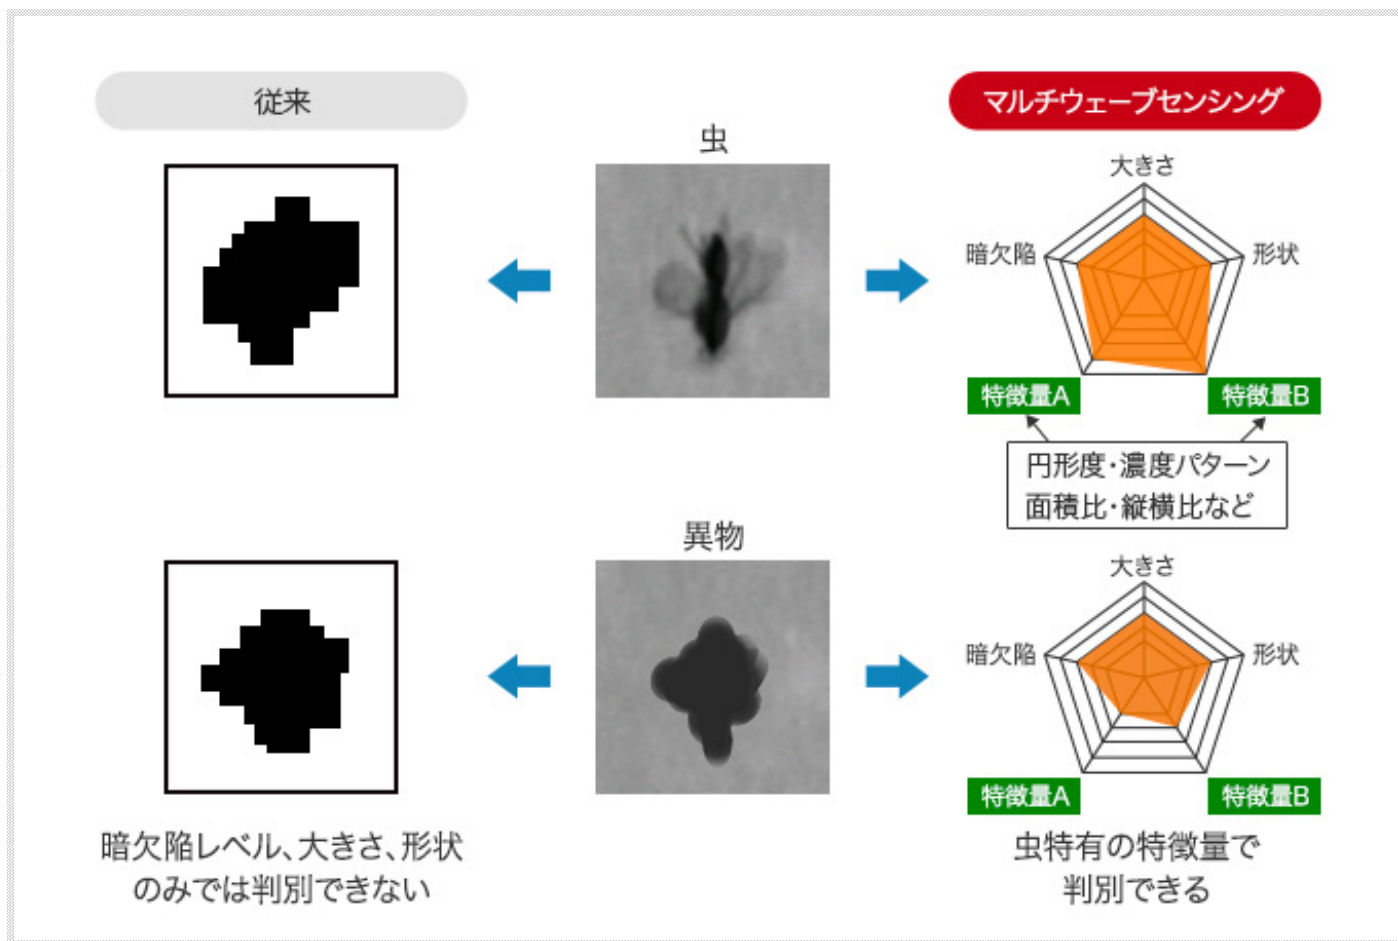 従来
マルチウェーブセンシング
虫
大きさ
暗欠陥
形状
特徴量A
特徴量B
円形度・濃度パターン
面積比・縦横比など
異物
大きさ
暗欠陥
形状
特徴量A
特徴量B
暗欠陥レベル、大きさ、形状
のみでは判別できない
虫特有の特徴量で
判別できる